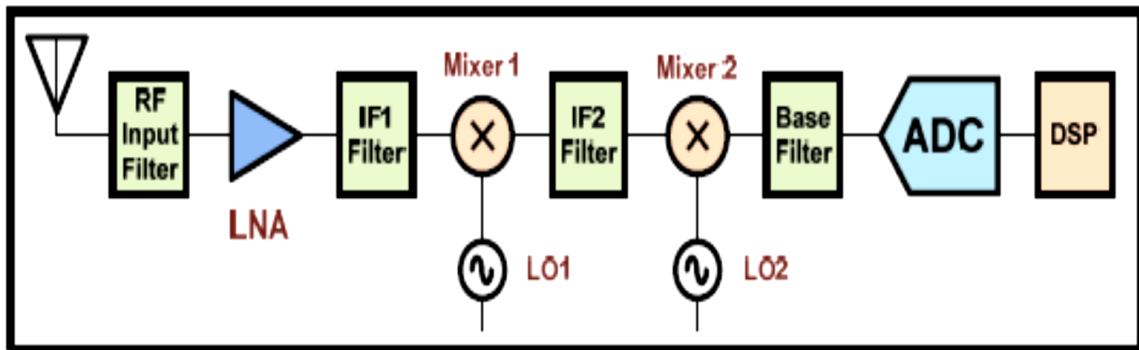 RF
Input
Filter
LNA
IF1
Filter
Mixer 1
LO1
IF2
Filter
Mixer 2
LO2
Base
Filter
ADC
DSP